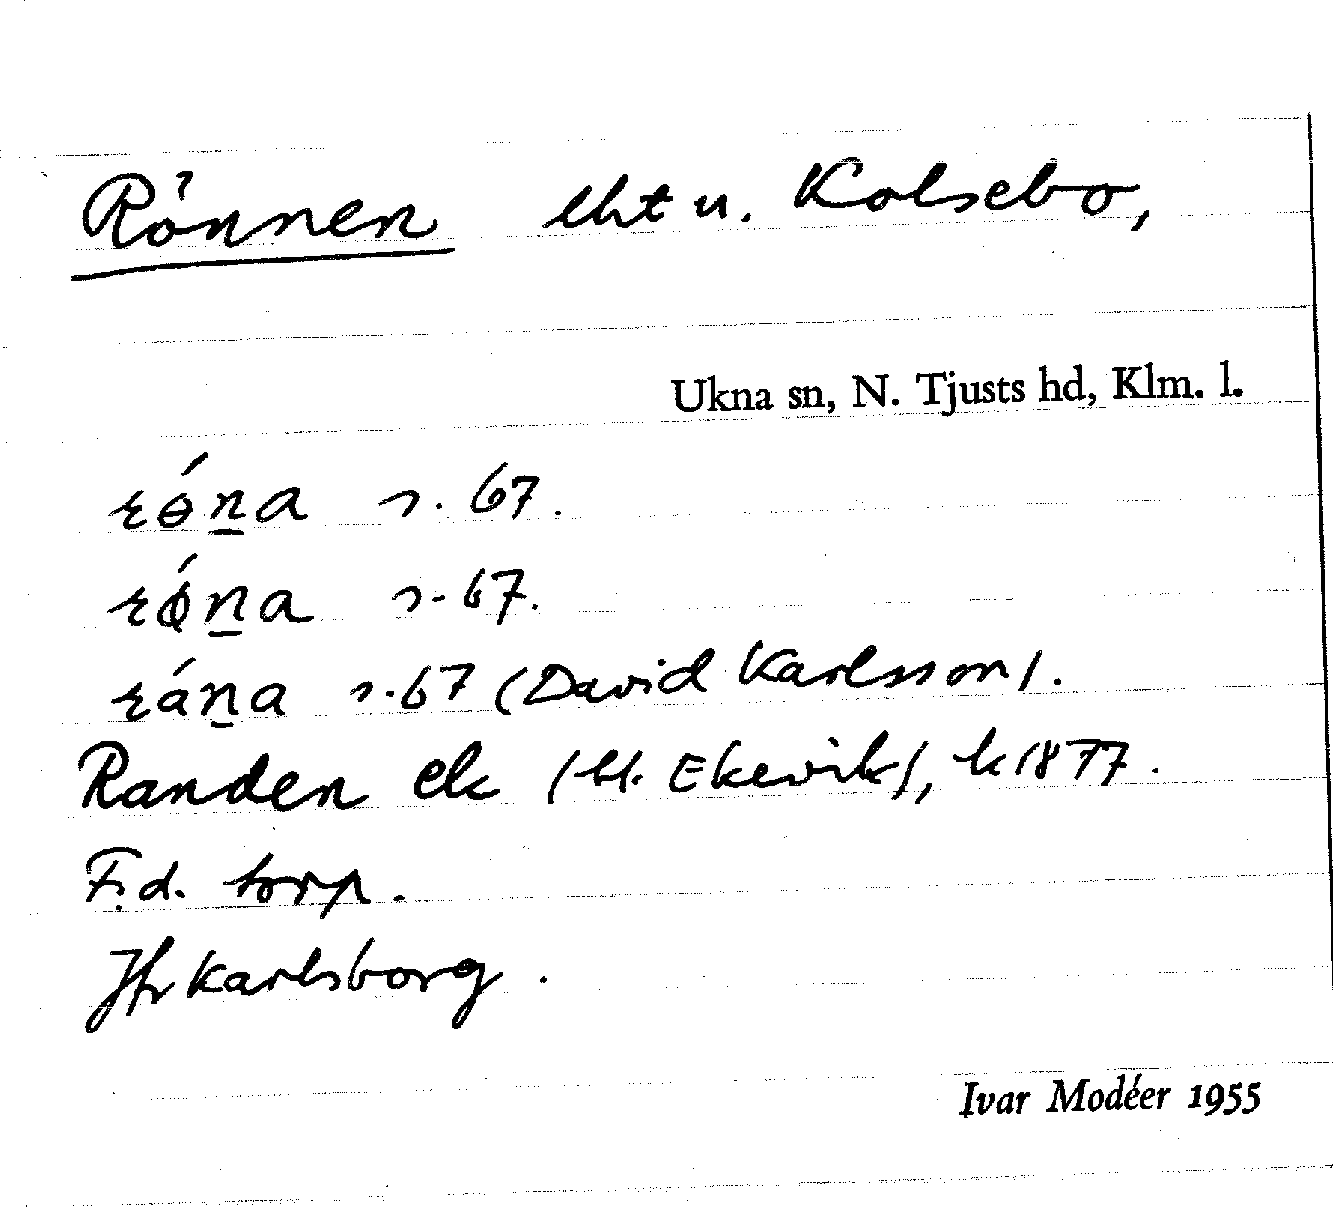 Rönnen lht u. Kolsebo,
Ukna sn, N. Tjusts hd, Klm. l.
rɵ́n̲a s. 67.
rǿn̲a s. 67.
rán̲a s. 67 (David Karlsson).
Randen ek (u. Ekevik), k 1877.
F.d. torp.
Jfr Karlsborg.
Ivar Modéer 1955